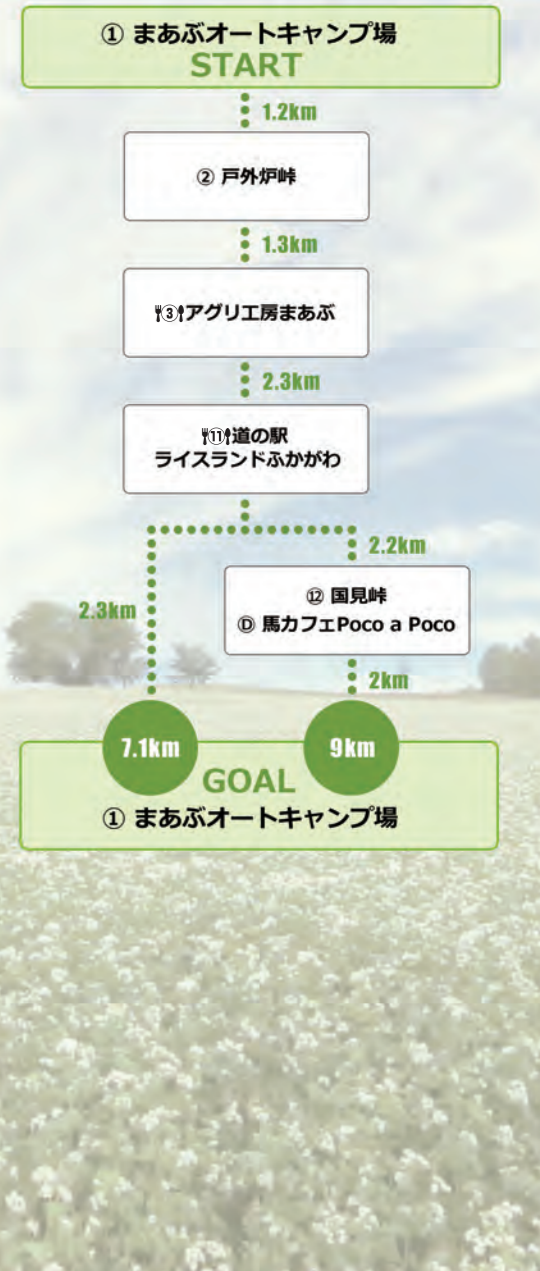 ① まあぶオートキャンプ場
START
1.2km
② 戸外炉峠
1.3km
③アグリ工房まあぶ
2.3km
⑪道の駅
ライスランドふかがわ
2.2km
2.3km
⑫ 国見峠
Ⓓ 馬カフェPoco a Poco
2km
7.1km
9km
GOAL
① まあぶオートキャンプ場